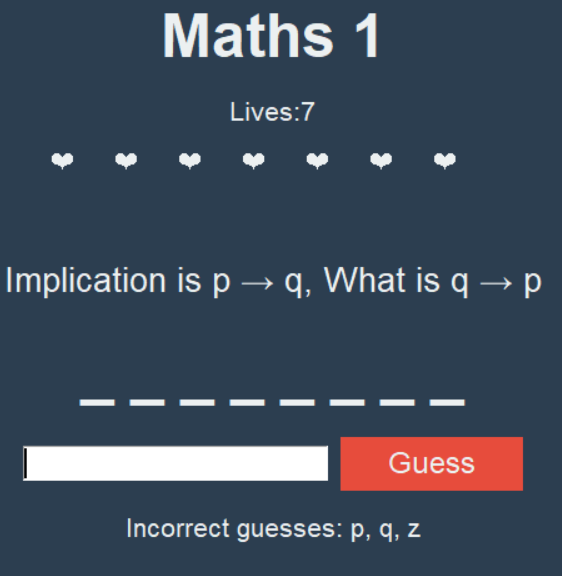 Maths 1
Lives:7
Implication is p → q, What is q → p
_ _ _ _ _ _ _ _
Guess
Incorrect guesses: p, q, z